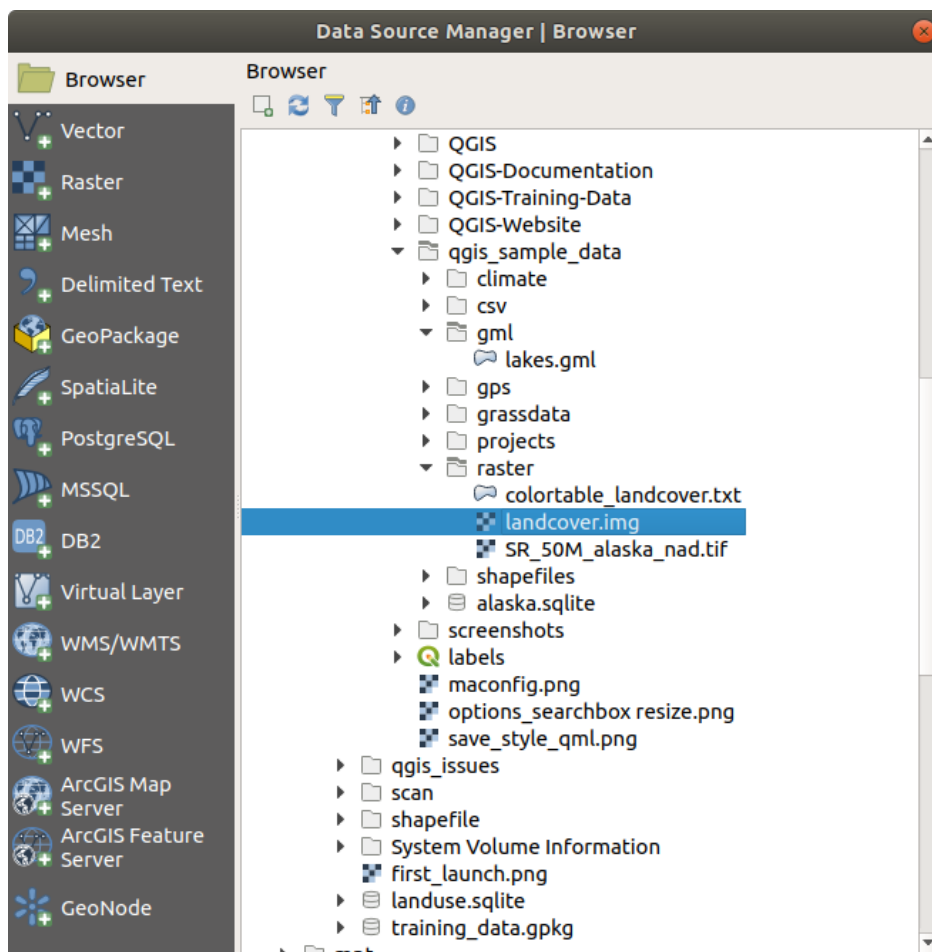 Data Source Manager | Browser
Browser
Vector
Raster
Mesh
Delimited Text
GeoPackage
SpatiaLite
PostgreSQL
MSSQL
DB2
DB2
Virtual Layer
WMS/WMTS
WCS
WFS
ArcGIS Map
Server
ArcGIS Feature
Server
GeoNode
Browser
QGIS
QGIS-Documentation
QGIS-Training-Data
QGIS-Website
qgis_sample_data
climate
csv
gml
lakes.gml
gps
grassdata
projects
raster
colortable_landcover.txt
landcover.img
SR_50M_alaska_nad.tif
shapefiles
alaska.sqlite
screenshots
labels
maconfig.png
options_searchbox resize.png
save_style_qml.png
qgis_issues
scan
shapefile
System Volume Information
first_launch.png
landuse.sqlite
training_data.gpkg